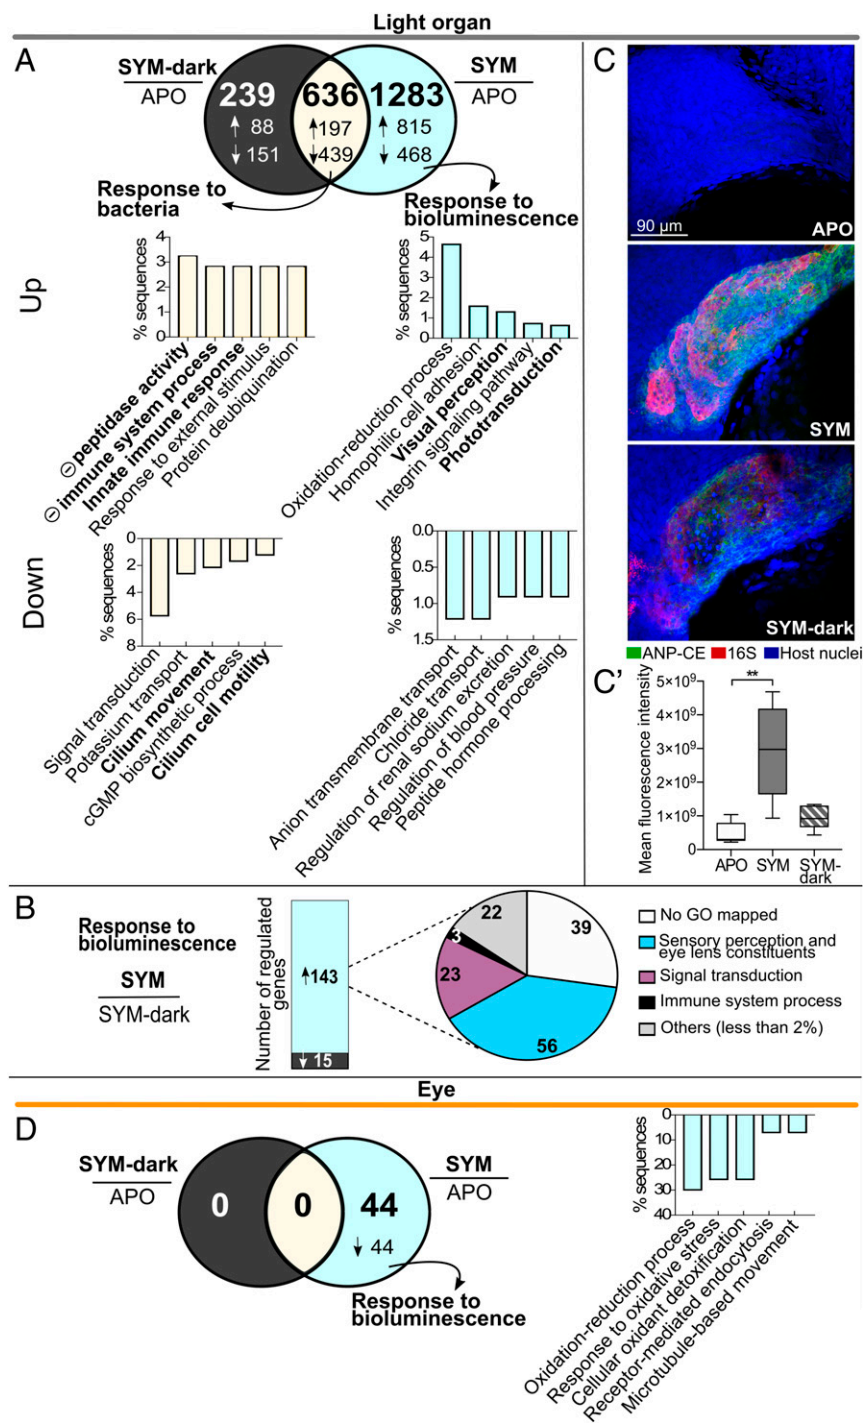 Light organ
A
SYM-dark
APO
239
↑ 88
↓ 151
636
↑197
↓439
1283
↑ 815
↓ 468
SYM
APO
Response to
bacteria
Response to
bioluminescence
Up
% sequences
4
3
2
1
0
⊖ peptidase activity
⊖ immune system process
Innate immune response
Response to external stimulus
Protein deubiquination
% sequences
5
4
3
2
1
0
Oxidation-reduction process
Homophilic cell adhesion
Visual perception
Integrin signaling pathway
Phototransduction
Down
% sequences
0
2
4
6
8
Signal transduction
Potassium transport
Cilium movement
cGMP biosynthetic process
Cilium cell motility
% sequences
0.0
0.5
1.0
1.5
Anion transmembrane transport
Chloride transport
Regulation of renal sodium excretion
Regulation of blood pressure
Peptide hormone processing
C
90 µm
APO
SYM
SYM-dark
ANP-CE 16S Host nuclei
C'
Mean fluorescence intensity
5×10⁹
4×10⁹
3×10⁹
2×10⁹
1×10⁹
0
**
APO
SYM
SYM-
dark
B
Response to
bioluminescence
SYM
SYM-dark
Number of regulated
genes
↑143
↓ 15
22
39
3
23
56
No GO mapped
Sensory perception and
eye lens constituents
Signal transduction
Immune system process
Others (less than 2%)
Eye
D
SYM-dark
APO
0
0
44
↓ 44
SYM
APO
Response to
bioluminescence
% sequences
0
10
20
30
40
Oxidation-reduction process
Response to oxidative stress
Cellular oxidant detoxification
Receptor-mediated endocytosis
Microtubule-based movement